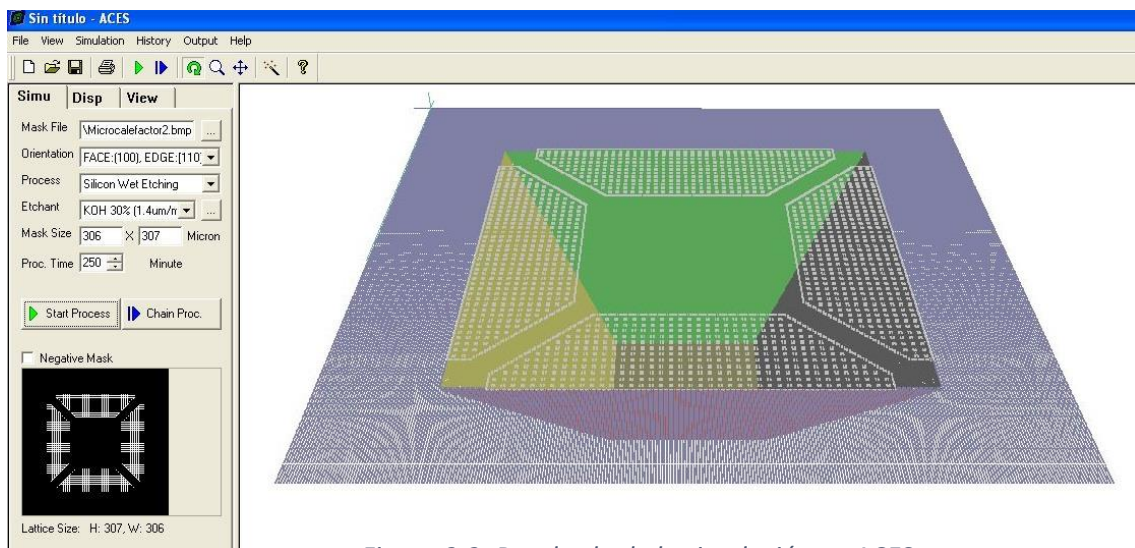 Sin título - ACES
File View Simulation History Output Help
Simu Disp View
Mask File \Microcalefactor2.bmp ...
Orientation FACE:(100), EDGE:[110]
Process Silicon Wet Etching
Etchant KOH 30% (1.4um/m ...
Mask Size 306 X 307 Micron
Proc. Time 250 Minute
Start Process Chain Proc.
Negative Mask
Lattice Size: H: 307, W: 306